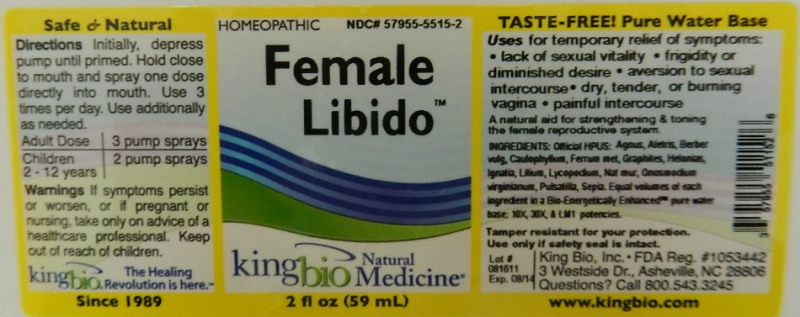 Safe & Natural
Directions Initially, depress
pump until primed. Hold close
to mouth and spray one dose
directly into mouth. Use 3
times per day. Use additionally
as needed.
Adult Dose 3 pump sprays
Children 2 pump sprays
2 - 12 years
Warnings If symptoms persist
or worsen, or if pregnant or
nursing, take only on advice of a
healthcare professional. Keep
out of reach of children.
kingbio The Healing
Revolution is here.™
Since 1989
HOMEOPATHIC NDC# 57955-5515-2
Female
Libido™
kingbio Natural
Medicine®
2 fl oz (59 mL)
TASTE-FREE! Pure Water Base
Uses for temporary relief of symptoms:
• lack of sexual vitality • frigidity or
diminished desire • aversion to sexual
intercourse • dry, tender, or burning
vagina • painful intercourse
A natural aid for strengthening & toning
the female reproductive system.
INGREDIENTS: Official HPUS: Agnus, Aletris, Berber
vulg, Caulophyllum, Ferrum met, Graphites, Helonias,
Ignatia, Lilium, Lycopodium, Nat mur, Onosmodium
virginianum, Pulsatilla, Sepia. Equal volumes of each
ingredient in a Bio-Energetically Enhanced™ pure water
base: 10X, 30X, & LM1 potencies.
Tamper resistant for your protection.
Use only if safety seal is intact.
Lot #
081611
Exp. 08/14
King Bio, Inc. • FDA Reg. #1053442
3 Westside Dr., Asheville, NC 28806
Questions? Call 800.543.3245
www.kingbio.com